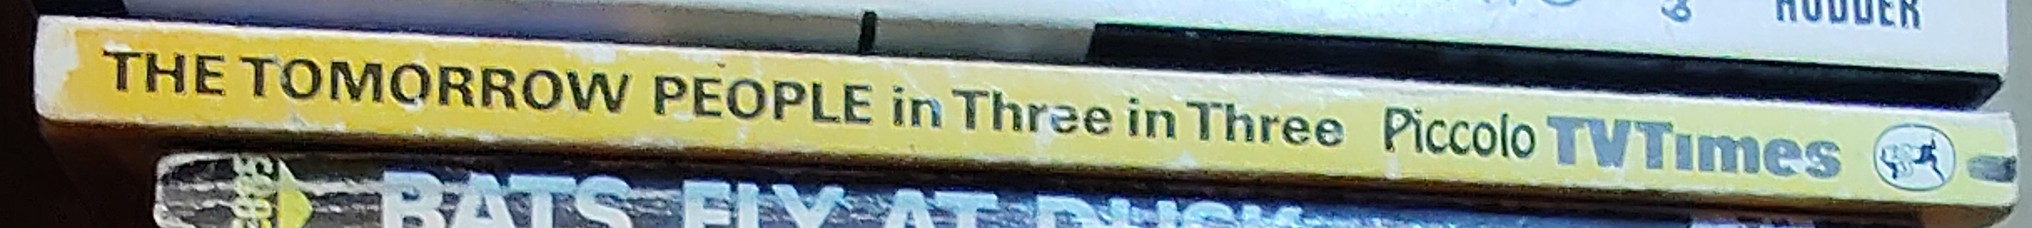 HODDER
THE TOMORROW PEOPLE in Three in Three Piccolo TVTimes
BATS FLY AT DUSK